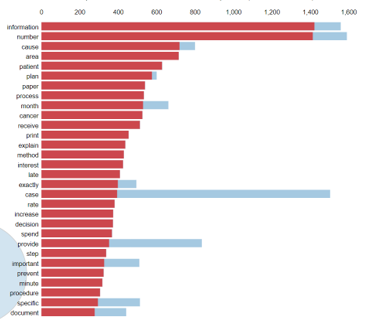 0 200 400 600 800 1,000 1,200 1,400 1,600
information
number
cause
area
patient
plan
paper
process
month
cancer
receive
print
explain
method
interest
late
exactly
case
rate
increase
decision
spend
provide
step
important
prevent
minute
procedure
specific
document